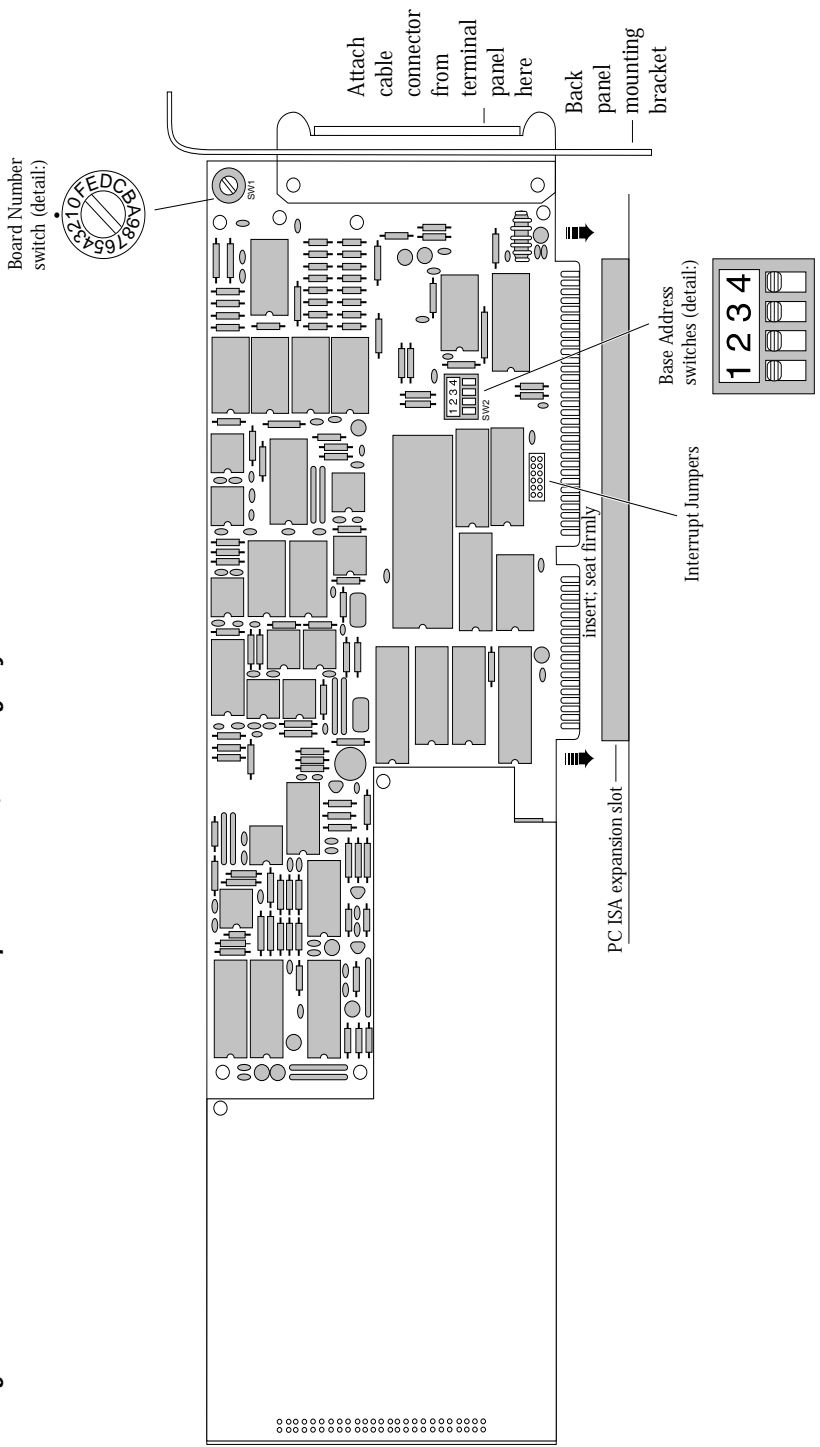 Board Number
switch (detail:)
0FEDCBA987654321
SW1
Attach
cable
connector
from
terminal
panel
here
Back
panel
mounting
bracket
1 2 3 4
SW2
Base Address
switches (detail:)
1 2 3 4
Interrupt Jumpers
insert; seat firmly
PC ISA expansion slot